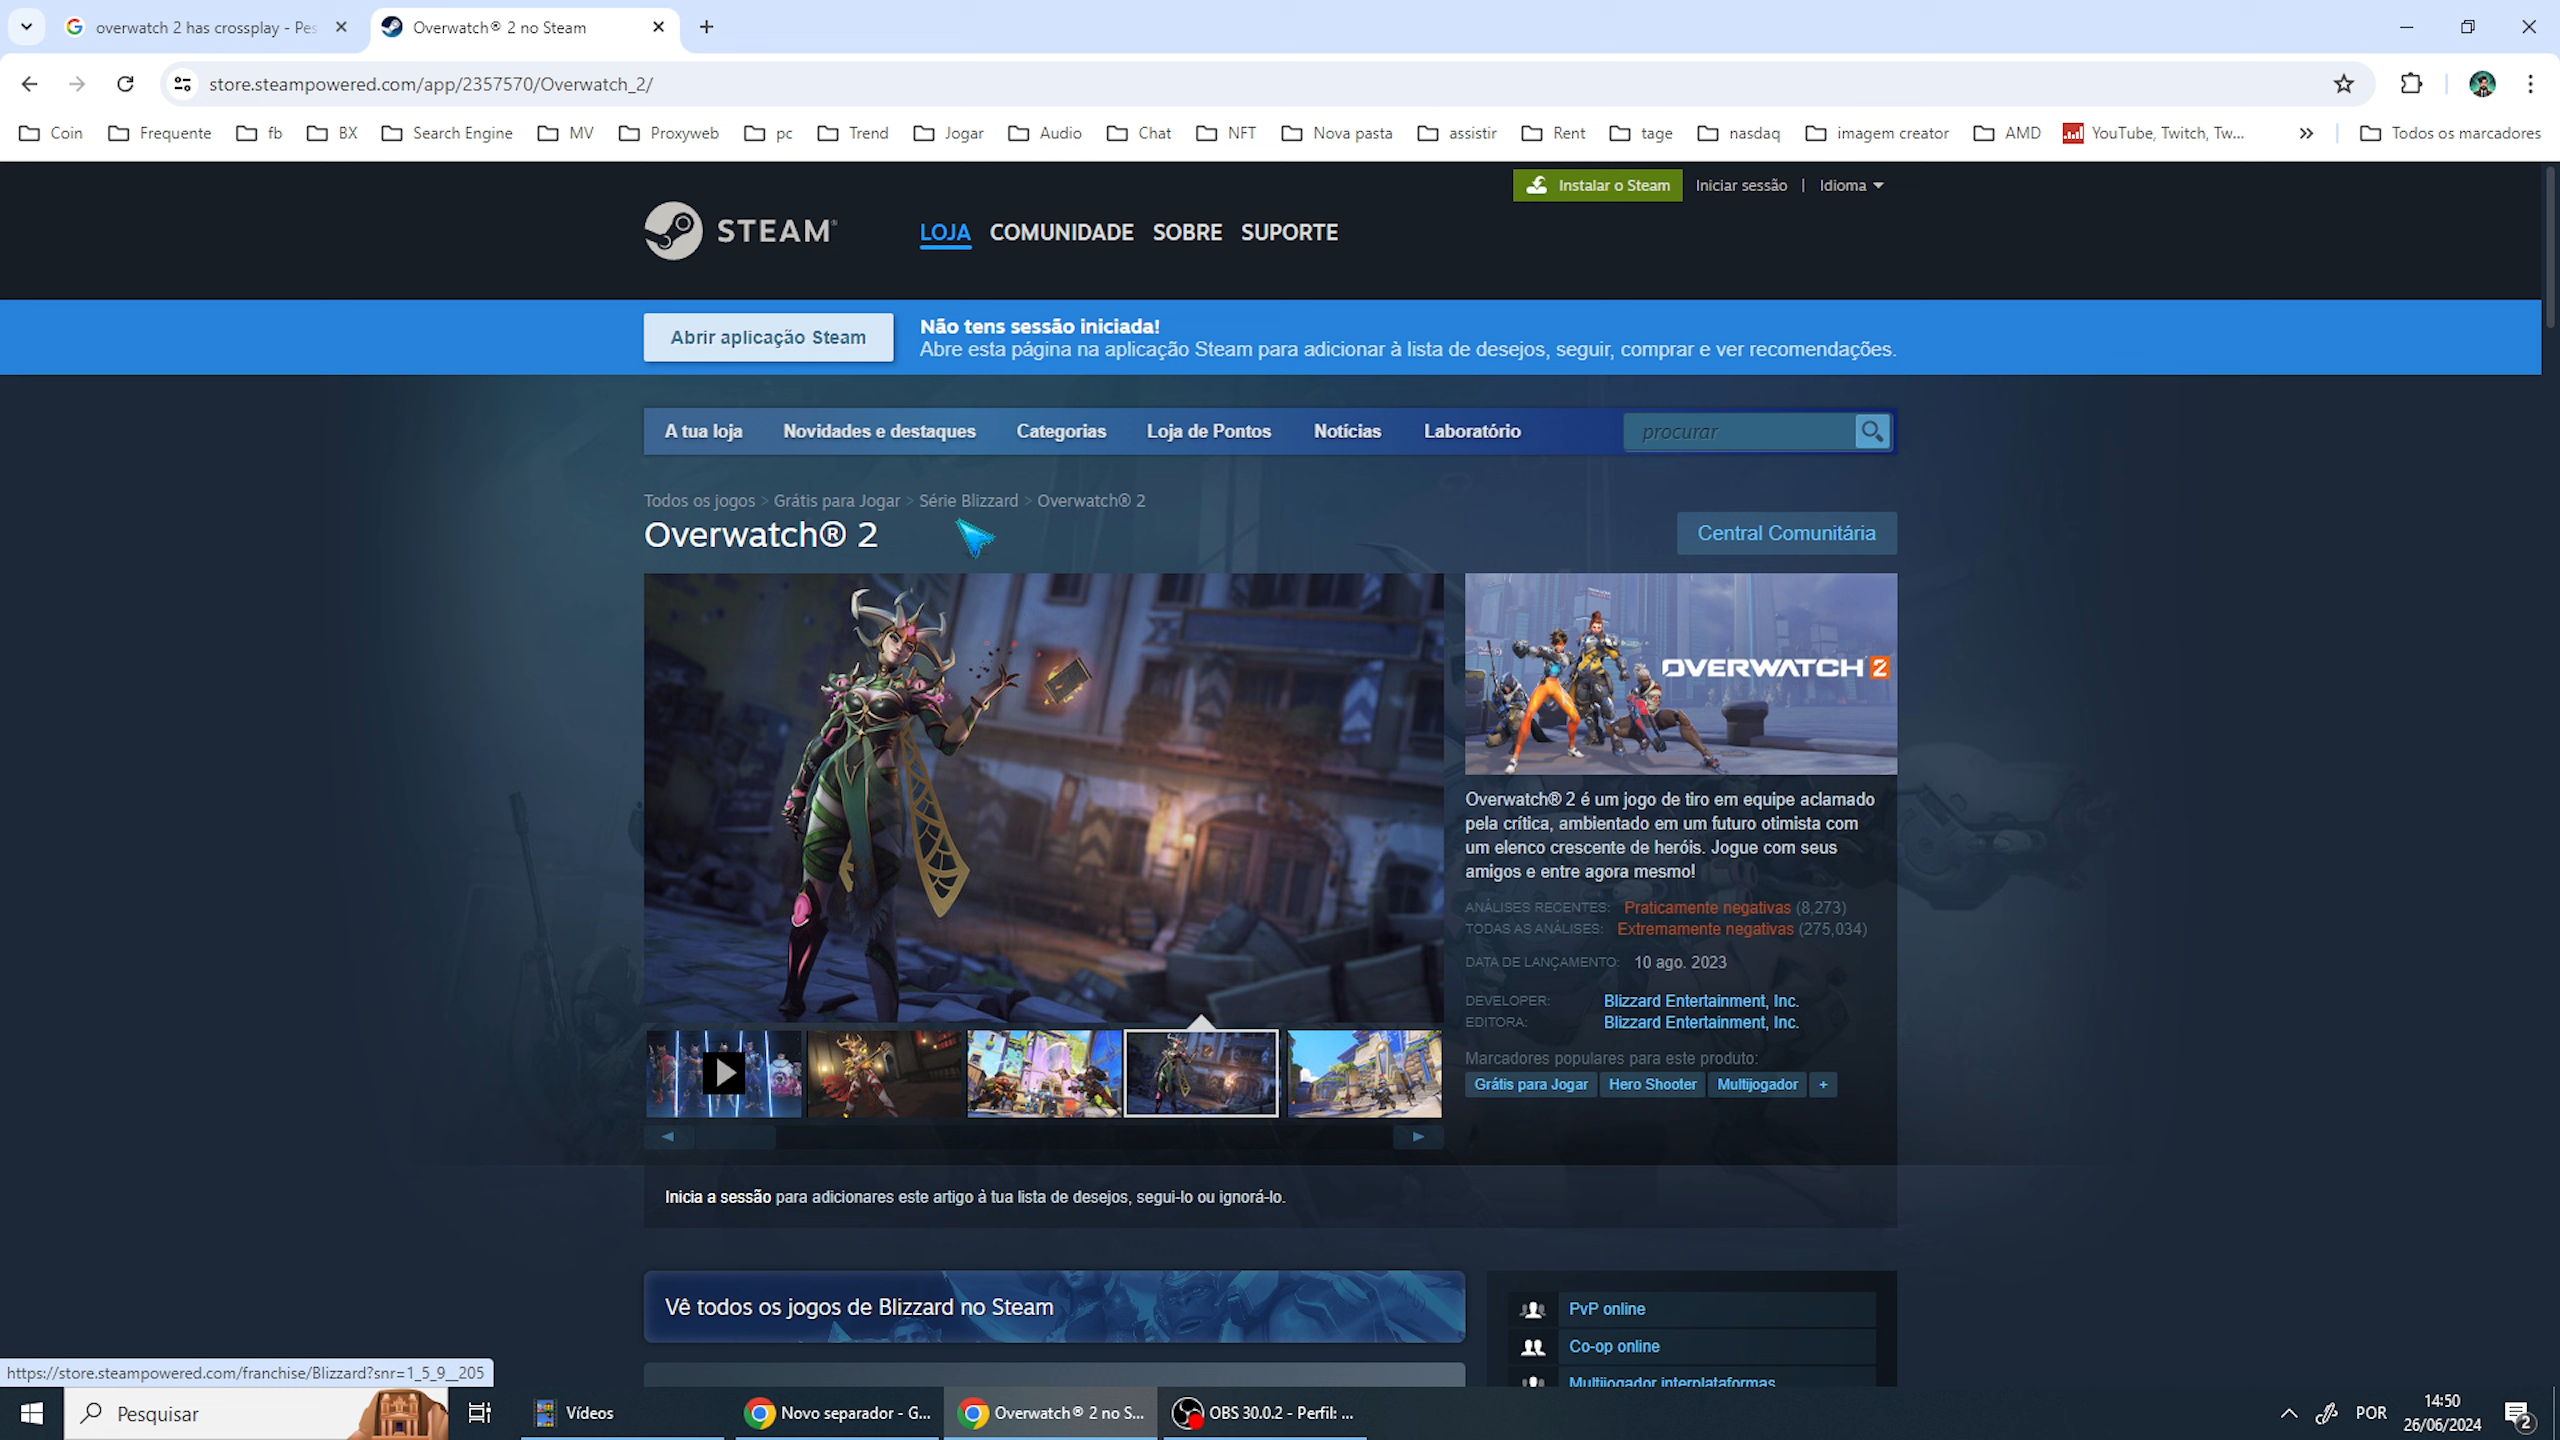 overwatch 2 has crossplay - Pes
Overwatch® 2 no Steam
store.steampowered.com/app/2357570/Overwatch_2/
Coin
Frequente
fb
BX
Search Engine
MV
Proxyweb
pc
Trend
Jogar
Audio
Chat
NFT
Nova pasta
assistir
Rent
tage
nasdaq
imagem creator
AMD
YouTube, Twitch, Tw...
Todos os marcadores
Instalar o Steam
Iniciar sessão | Idioma
STEAM®
LOJA COMUNIDADE SOBRE SUPORTE
Abrir aplicação Steam
Não tens sessão iniciada!
Abre esta página na aplicação Steam para adicionar à lista de desejos, seguir, comprar e ver recomendações.
A tua loja
Novidades e destaques
Categorias
Loja de Pontos
Notícias
Laboratório
procurar
Todos os jogos > Grátis para Jogar > Série Blizzard > Overwatch® 2
Overwatch® 2
Central Comunitária
OVERWATCH 2
Overwatch® 2 é um jogo de tiro em equipe aclamado
pela crítica, ambientado em um futuro otimista com
um elenco crescente de heróis. Jogue com seus
amigos e entre agora mesmo!
ANÁLISES RECENTES: Praticamente negativas (8,273)
TODAS AS ANÁLISES: Extremamente negativas (275,034)
DATA DE LANÇAMENTO: 10 ago. 2023
DEVELOPER: Blizzard Entertainment, Inc.
EDITORA: Blizzard Entertainment, Inc.
Marcadores populares para este produto:
Grátis para Jogar
Hero Shooter
Multijogador
+
Inicia a sessão para adicionares este artigo à tua lista de desejos, segui-lo ou ignorá-lo.
Vê todos os jogos de Blizzard no Steam
PvP online
Co-op online
Multijogador interplataformas
https://store.steampowered.com/franchise/Blizzard?snr=1_5_9__205
Pesquisar
Vídeos
Novo separador - G...
Overwatch® 2 no S...
OBS 30.0.2 - Perfil: ...
POR
14:50
26/06/2024
2